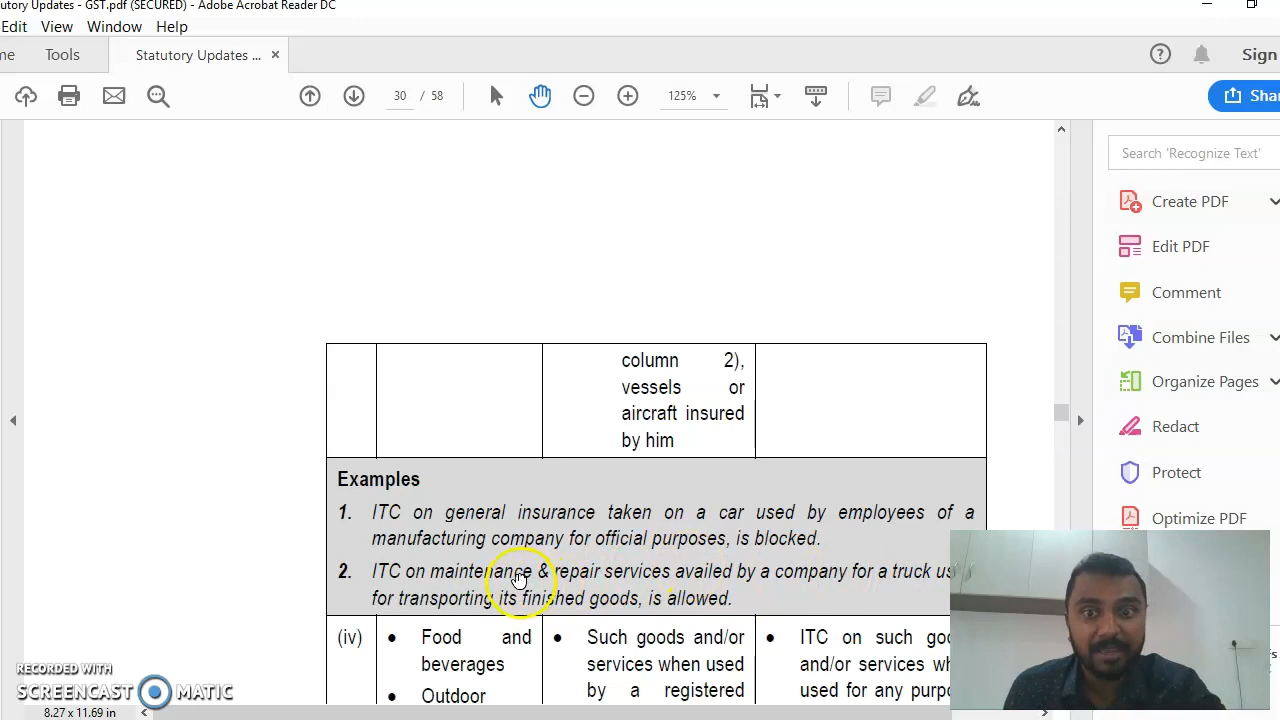 tutory Updates - GST.pdf (SECURED) - Adobe Acrobat Reader DC
Edit View Window Help
me Tools Statutory Updates ... × Sign
30 / 58 125% Shar
Search 'Recognize Text'
Create PDF
Edit PDF
Comment
Combine Files
Organize Pages
Redact
Protect
Optimize PDF
column 2),
vessels or
aircraft insured
by him
Examples
1. ITC on general insurance taken on a car used by employees of a
manufacturing company for official purposes, is blocked.
2. ITC on maintenance & repair services availed by a company for a truck us
for transporting its finished goods, is allowed.
(iv) • Food and
beverages
• Outdoor
• Such goods and/or
services when used
by a registered
• ITC on such goo
and/or services wh
used for any purpo
RECORDED WITH
SCREENCAST MATIC
8.27 x 11.69 in